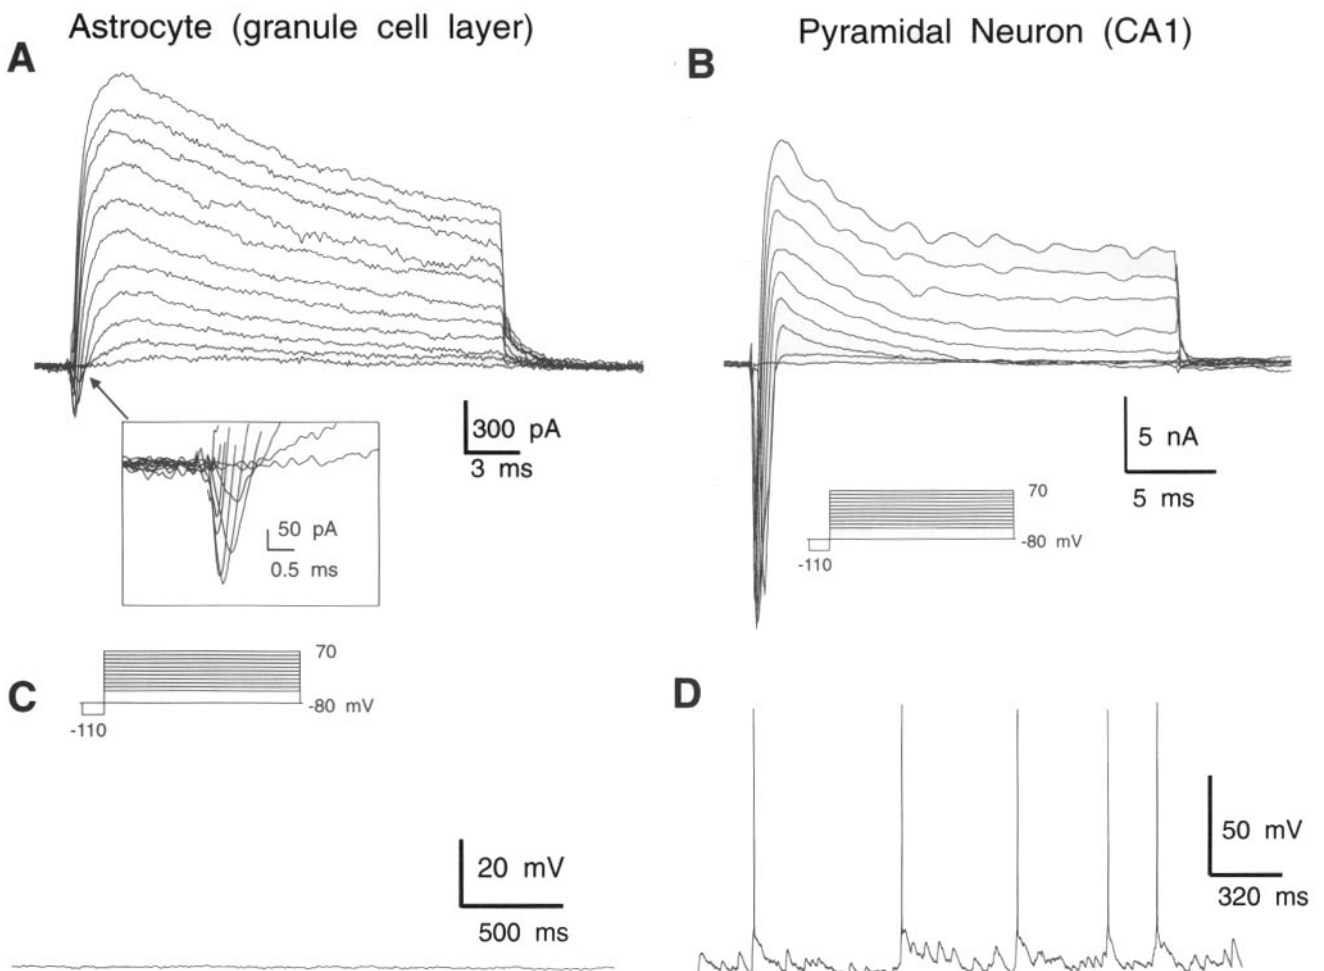 Astrocyte (granule cell layer)
Pyramidal Neuron (CA1)
A
B
300 pA
3 ms
50 pA
0.5 ms
5 nA
5 ms
70
-80 mV
-110
70
-80 mV
-110
C
D
20 mV
500 ms
50 mV
320 ms